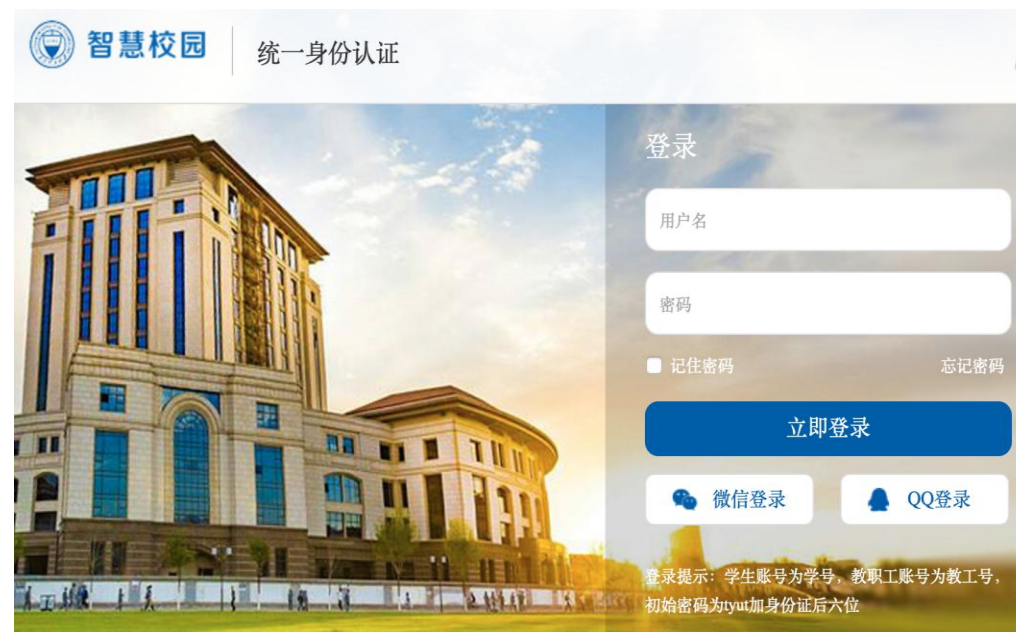 智慧校园
统一身份认证
登录
用户名
密码
记住密码 忘记密码
立即登录
微信登录 QQ登录
登录提示：学生账号为学号，教职工账号为教工号，
初始密码为tyut加身份证后六位